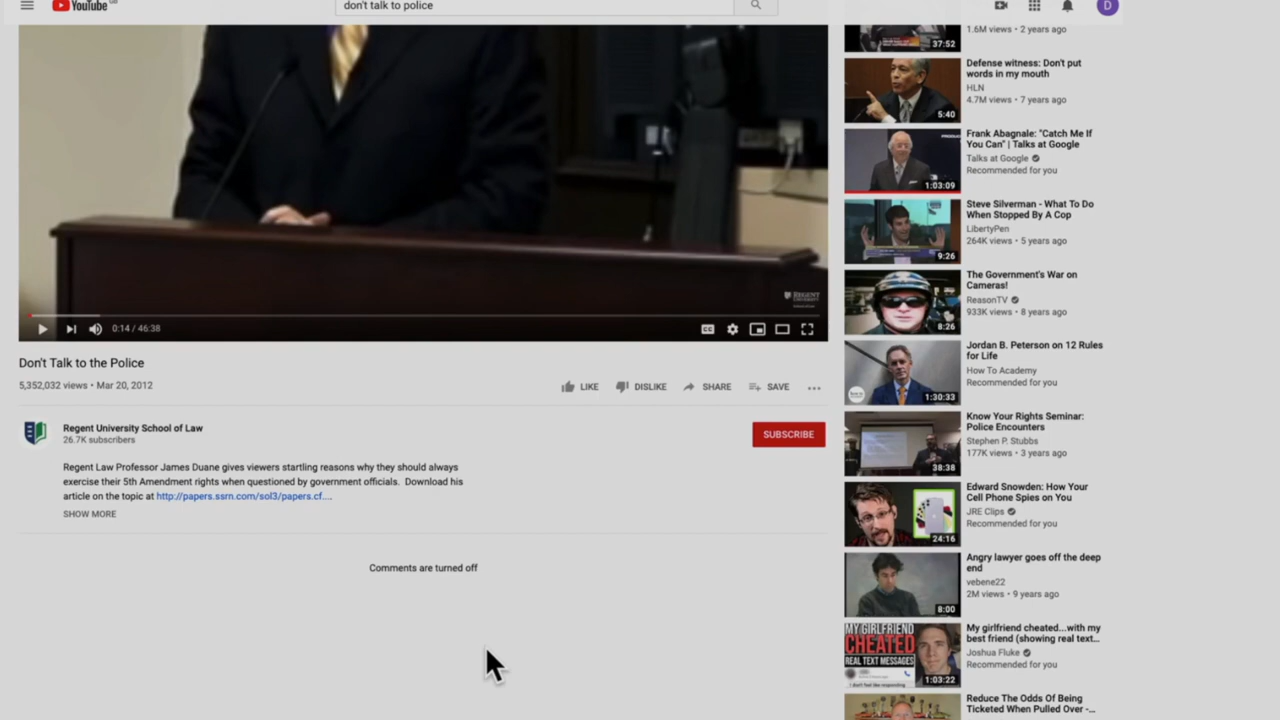 YouTube
don't talk to police
D
37:52
1.6M views • 2 years ago
5:40
Defense witness: Don't put
words in my mouth
HLN
4.7M views • 7 years ago
1:03:09
Frank Abagnale: "Catch Me If
You Can" | Talks at Google
Talks at Google
Recommended for you
9:26
Steve Silverman - What To Do
When Stopped By A Cop
LibertyPen
264K views • 5 years ago
8:26
The Government's War on
Cameras!
ReasonTV
933K views • 8 years ago
1:30:33
Jordan B. Peterson on 12 Rules
for Life
How To Academy
Recommended for you
38:38
Know Your Rights Seminar:
Police Encounters
Stephen P. Stubbs
177K views • 3 years ago
24:16
Edward Snowden: How Your
Cell Phone Spies on You
JRE Clips
Recommended for you
8:00
Angry lawyer goes off the deep
end
vebene22
2M views • 9 years ago
MY GIRLFRIEND
CHEATED
REAL TEXT MESSAGES
I don't feel like responding
1:03:22
My girlfriend cheated...with my
best friend (showing real text...
Joshua Fluke
Recommended for you
Reduce The Odds Of Being
Ticketed When Pulled Over -...
REGENT
0:14 / 46:38
CC
Don't Talk to the Police
5,352,032 views • Mar 20, 2012
LIKE
DISLIKE
SHARE
SAVE
Regent University School of Law
26.7K subscribers
SUBSCRIBE
Regent Law Professor James Duane gives viewers startling reasons why they should always
exercise their 5th Amendment rights when questioned by government officials. Download his
article on the topic at http://papers.ssrn.com/sol3/papers.cf....
SHOW MORE
Comments are turned off